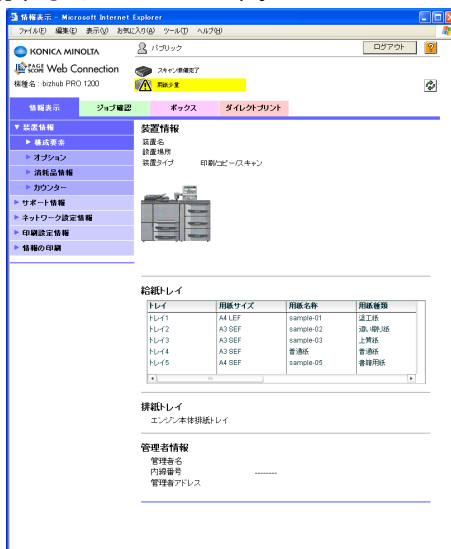 情報表示 - Microsoft Internet Explorer
ファイル(F) 編集(E) 表示(V) お気に入り(A) ツール(T) ヘルプ(H)
KONICA MINOLTA
パブリック
ログアウト
?
PAGE SCOPE Web Connection
スキャン準備完了
機種名 : bizhub PRO 1200
用紙少量
情報表示 ジョブ確認 ボックス ダイレクトプリント
装置情報
構成要素
オプション
消耗品情報
カウンター
サポート情報
ネットワーク設定情報
印刷設定情報
情報の印刷
装置情報
装置名
設置場所
装置タイプ 印刷/コピー/スキャン
給紙トレイ
トレイ 用紙サイズ 用紙名称 用紙種類
トレイ1 A4 LEF sample-01 塗工紙
トレイ2 A3 SEF sample-02
トレイ3 A3 SEF sample-03 上質紙
トレイ4 A3 SEF 普通紙 普通紙
トレイ5 A4 SEF sample-05 書籍用紙
排紙トレイ
エンジン本体排紙トレイ
管理者情報
管理者名
内線番号 --------
管理者アドレス